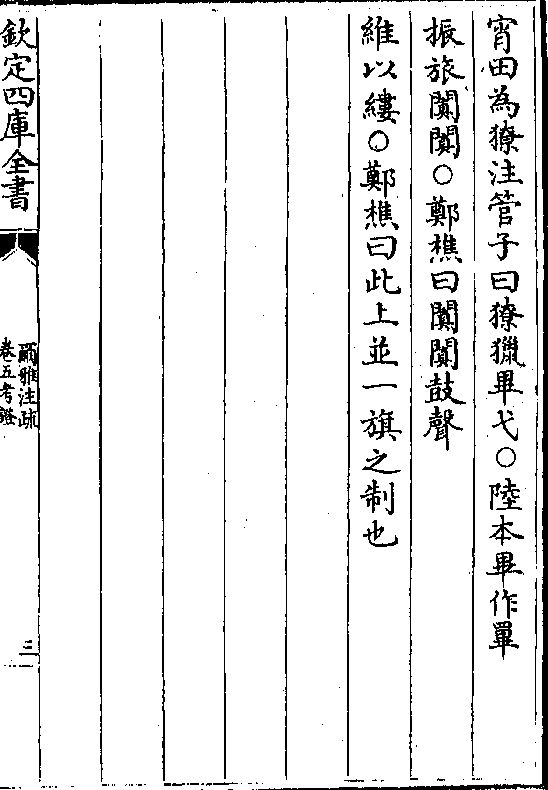 宵田為獠注管子曰獠獵畢弋○陸本畢作罼
振旅闐闐○鄭樵曰闐闐鼓聲
維以縷○鄭樵曰此上並一旗之制也
欽定四庫全書
爾雅注疏
卷五考證
三